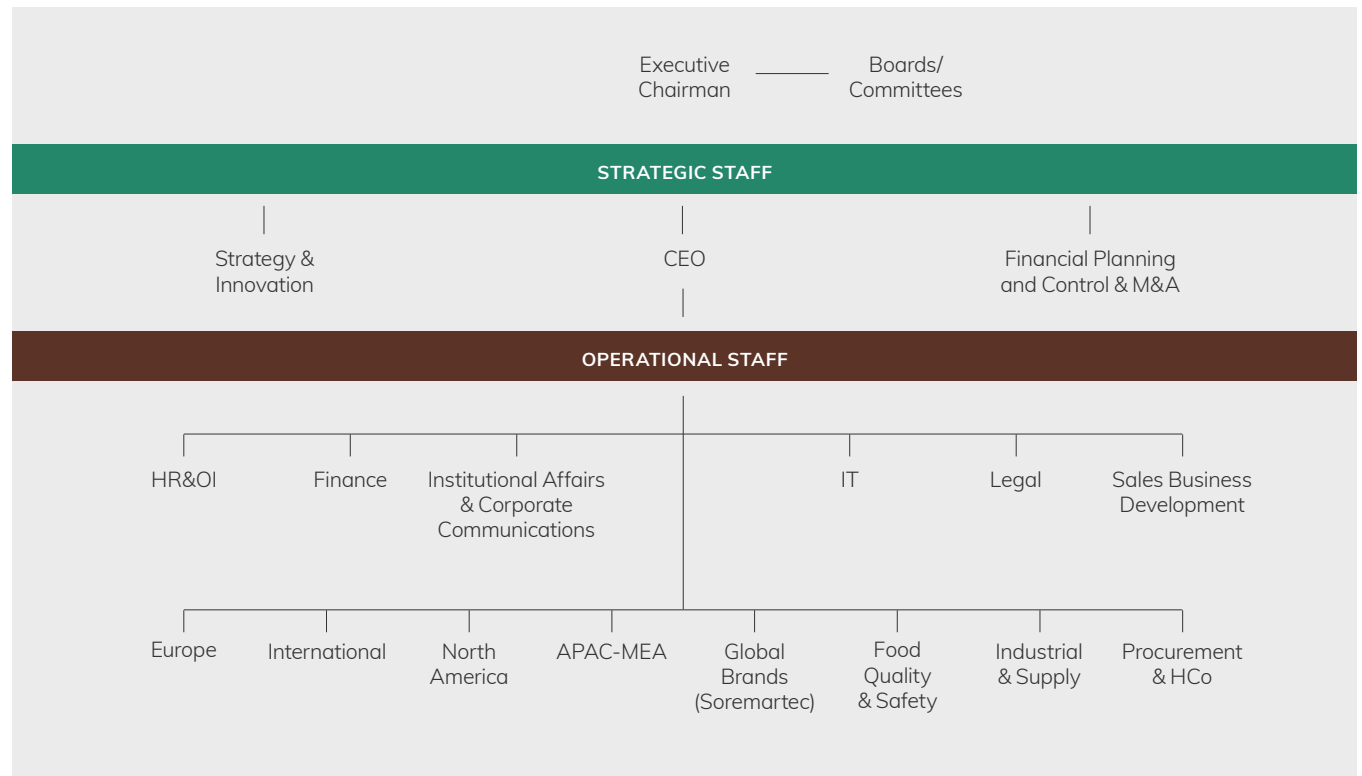 Executive
Chairman
Boards/
Committees
STRATEGIC STAFF
Strategy &
Innovation
CEO
Financial Planning
and Control & M&A
OPERATIONAL STAFF
HR&OI
Finance
Institutional Affairs
& Corporate
Communications
IT
Legal
Sales Business
Development
Europe
International
North
America
APAC-MEA
Global
Brands
(Soremartec)
Food
Quality
& Safety
Industrial
& Supply
Procurement
& HCo